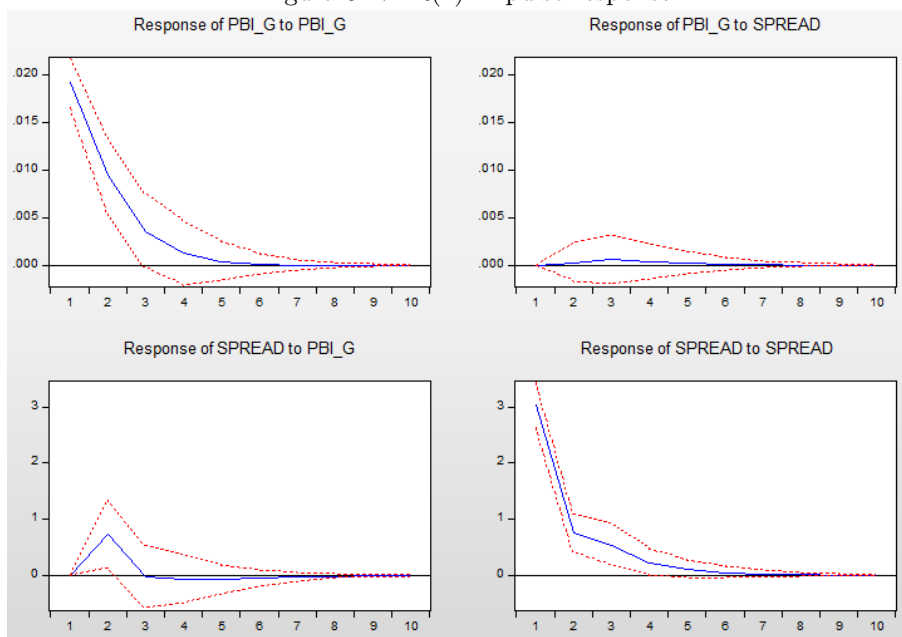 Response of PBI_G to PBI_G
.020
.015
.010
.005
.000
1 2 3 4 5 6 7 8 9 10
Response of PBI_G to SPREAD
.020
.015
.010
.005
.000
1 2 3 4 5 6 7 8 9 10
Response of SPREAD to PBI_G
3
2
1
0
1 2 3 4 5 6 7 8 9 10
Response of SPREAD to SPREAD
3
2
1
0
1 2 3 4 5 6 7 8 9 10